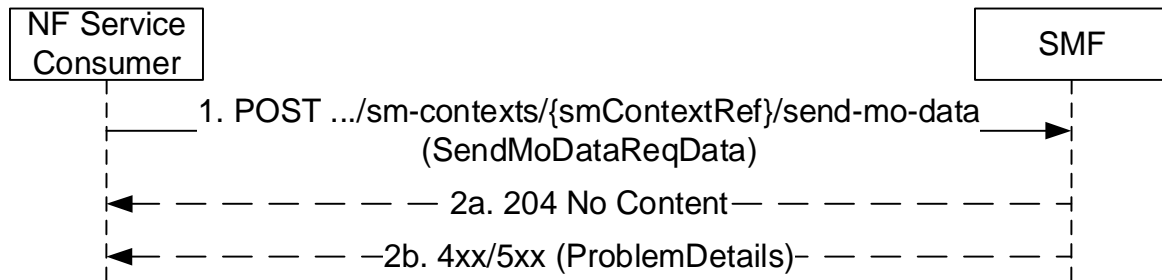 NF Service
Consumer
SMF
1. POST .../sm-contexts/{smContextRef}/send-mo-data
(SendMoDataReqData)
2a. 204 No Content
2b. 4xx/5xx (ProblemDetails)